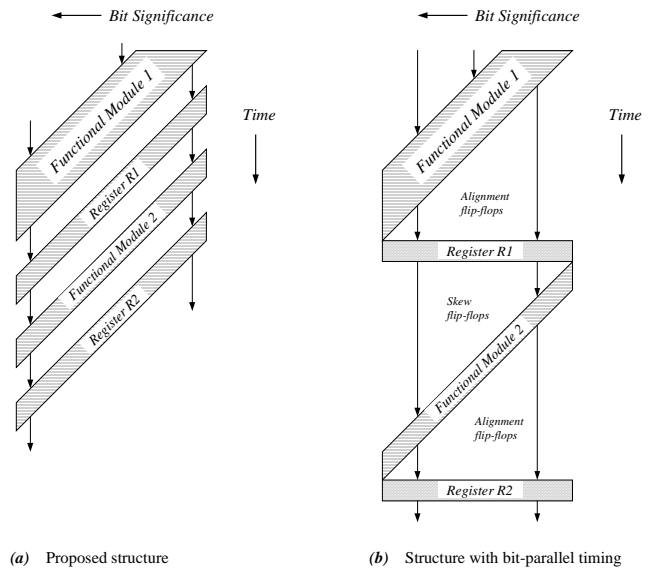 Bit Significance
Functional Module 1
Time
Register R1
Functional Module 2
Register R2
(a) Proposed structure
Bit Significance
Functional Module 1
Time
Alignment
flip-flops
Register R1
Skew
flip-flops
Functional Module 2
Alignment
flip-flops
Register R2
(b) Structure with bit-parallel timing